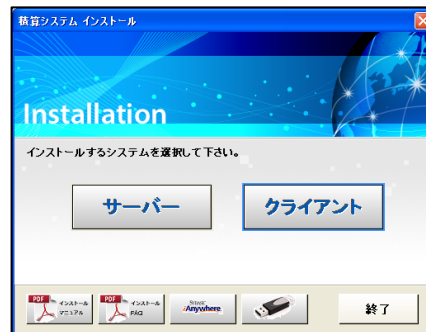 積算システム インストール
Installation
インストールするシステムを選択して下さい。
サーバー
クライアント
PDF
インストール
マニュアル
PDF
インストール
FAQ
Anywhere
終了